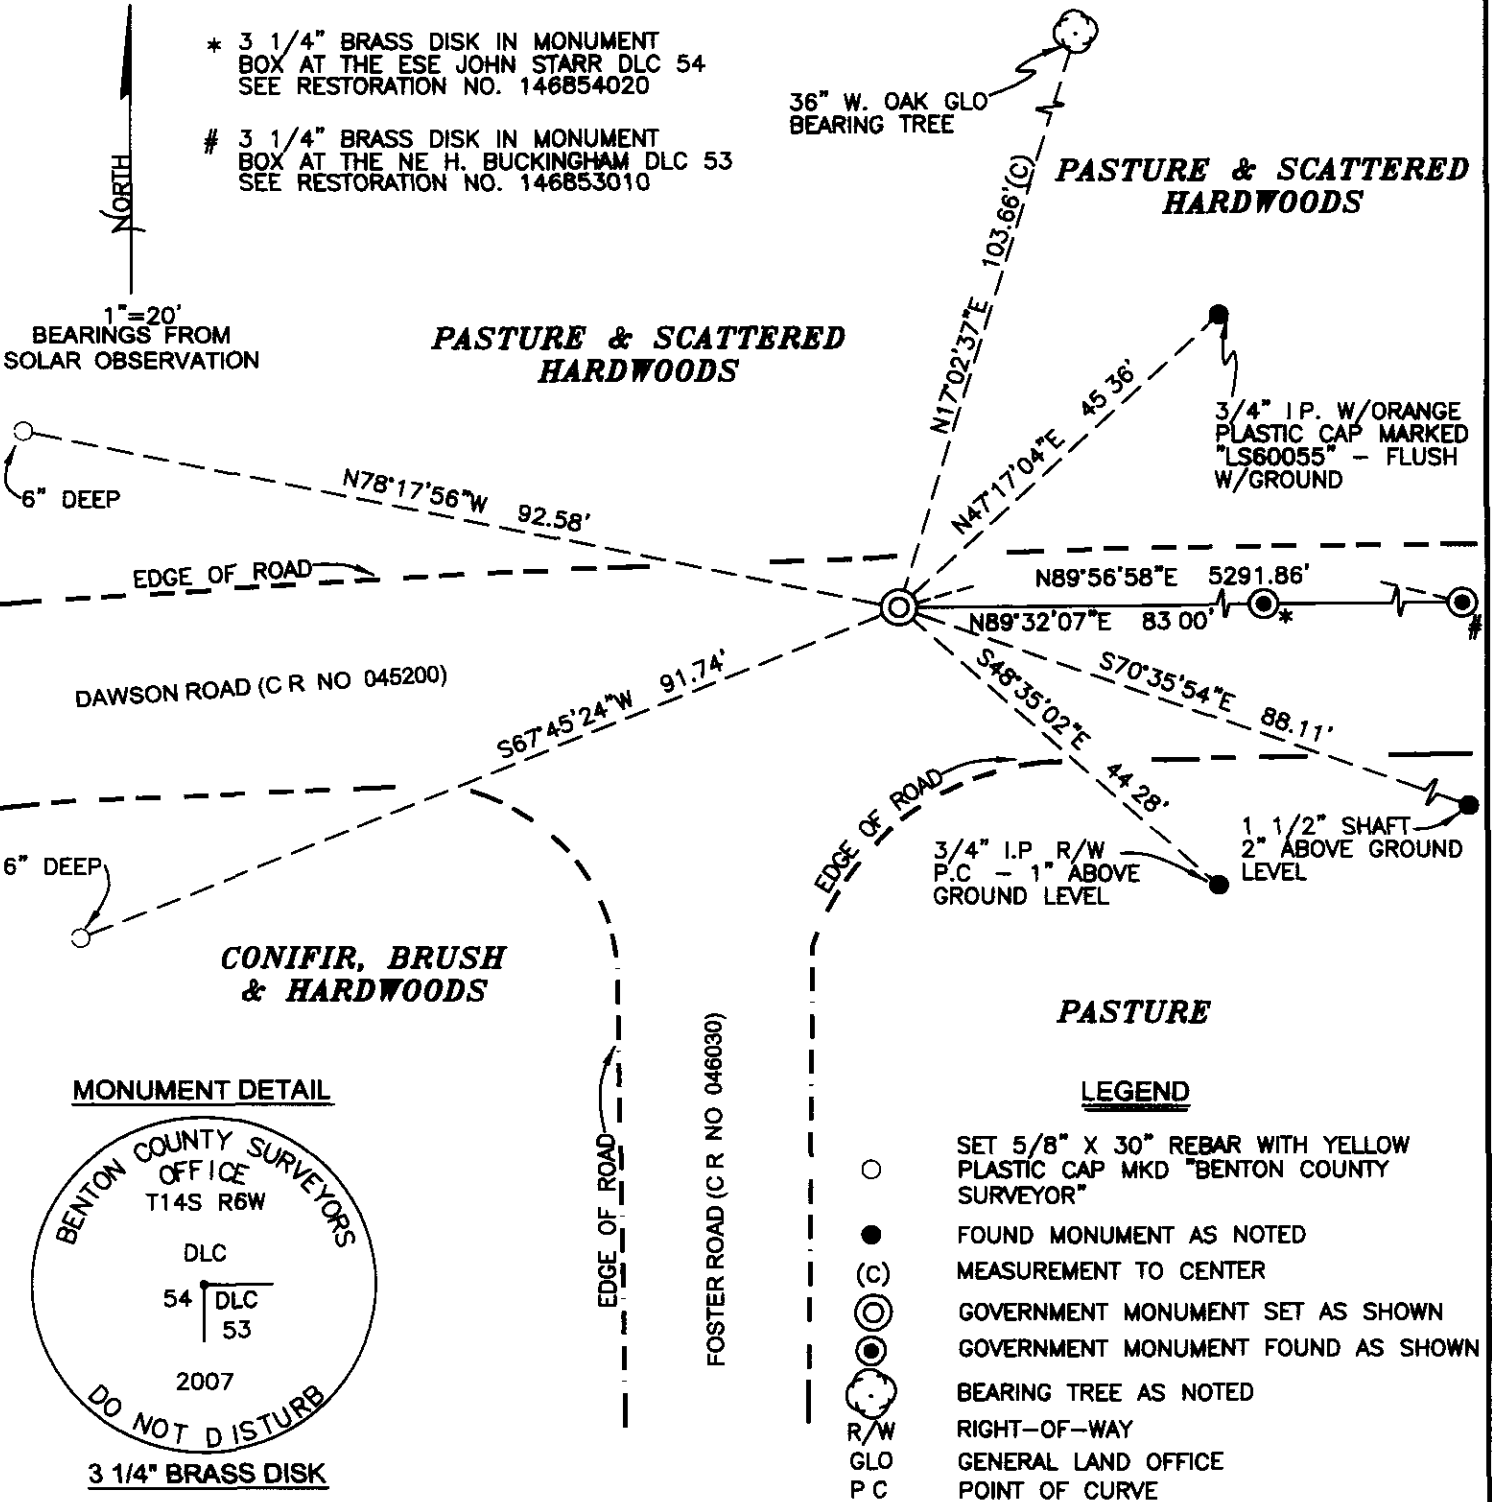 * 3 1/4" BRASS DISK IN MONUMENT
BOX AT THE ESE JOHN STARR DLC 54
SEE RESTORATION NO. 146854020
# 3 1/4" BRASS DISK IN MONUMENT
BOX AT THE NE H. BUCKINGHAM DLC 53
SEE RESTORATION NO. 146853010
NORTH
1"=20'
BEARINGS FROM
SOLAR OBSERVATION
36" W. OAK GLO
BEARING TREE
PASTURE & SCATTERED
HARDWOODS
N17°02'37"E 103.66'(C)
PASTURE & SCATTERED
HARDWOODS
N47°17'04"E 45 36'
3/4" I P. W/ORANGE
PLASTIC CAP MARKED
"LS60055" - FLUSH
W/GROUND
6" DEEP
N78°17'56"W 92.58'
EDGE OF ROAD
N89°56'58"E 5291.86'
N89°32'07"E 83 00'
*
#
DAWSON ROAD (C R NO 045200)
S67°45'24"W 91.74'
S48°35'02"E 44 28'
S70°35'54"E 88.11'
EDGE OF ROAD
3/4" I.P R/W
P.C - 1" ABOVE
GROUND LEVEL
1 1/2" SHAFT
2" ABOVE GROUND
LEVEL
6" DEEP
CONIFIR, BRUSH
& HARDWOODS
PASTURE
EDGE OF ROAD
FOSTER ROAD (C R NO 046030)
MONUMENT DETAIL
BENTON COUNTY SURVEYORS
OFFICE
T14S R6W
DLC
54 DLC
53
2007
DO NOT DISTURB
3 1/4" BRASS DISK
LEGEND
SET 5/8" X 30" REBAR WITH YELLOW
PLASTIC CAP MKD "BENTON COUNTY
SURVEYOR"
FOUND MONUMENT AS NOTED
(C) MEASUREMENT TO CENTER
GOVERNMENT MONUMENT SET AS SHOWN
GOVERNMENT MONUMENT FOUND AS SHOWN
BEARING TREE AS NOTED
R/W RIGHT-OF-WAY
GLO GENERAL LAND OFFICE
P C POINT OF CURVE